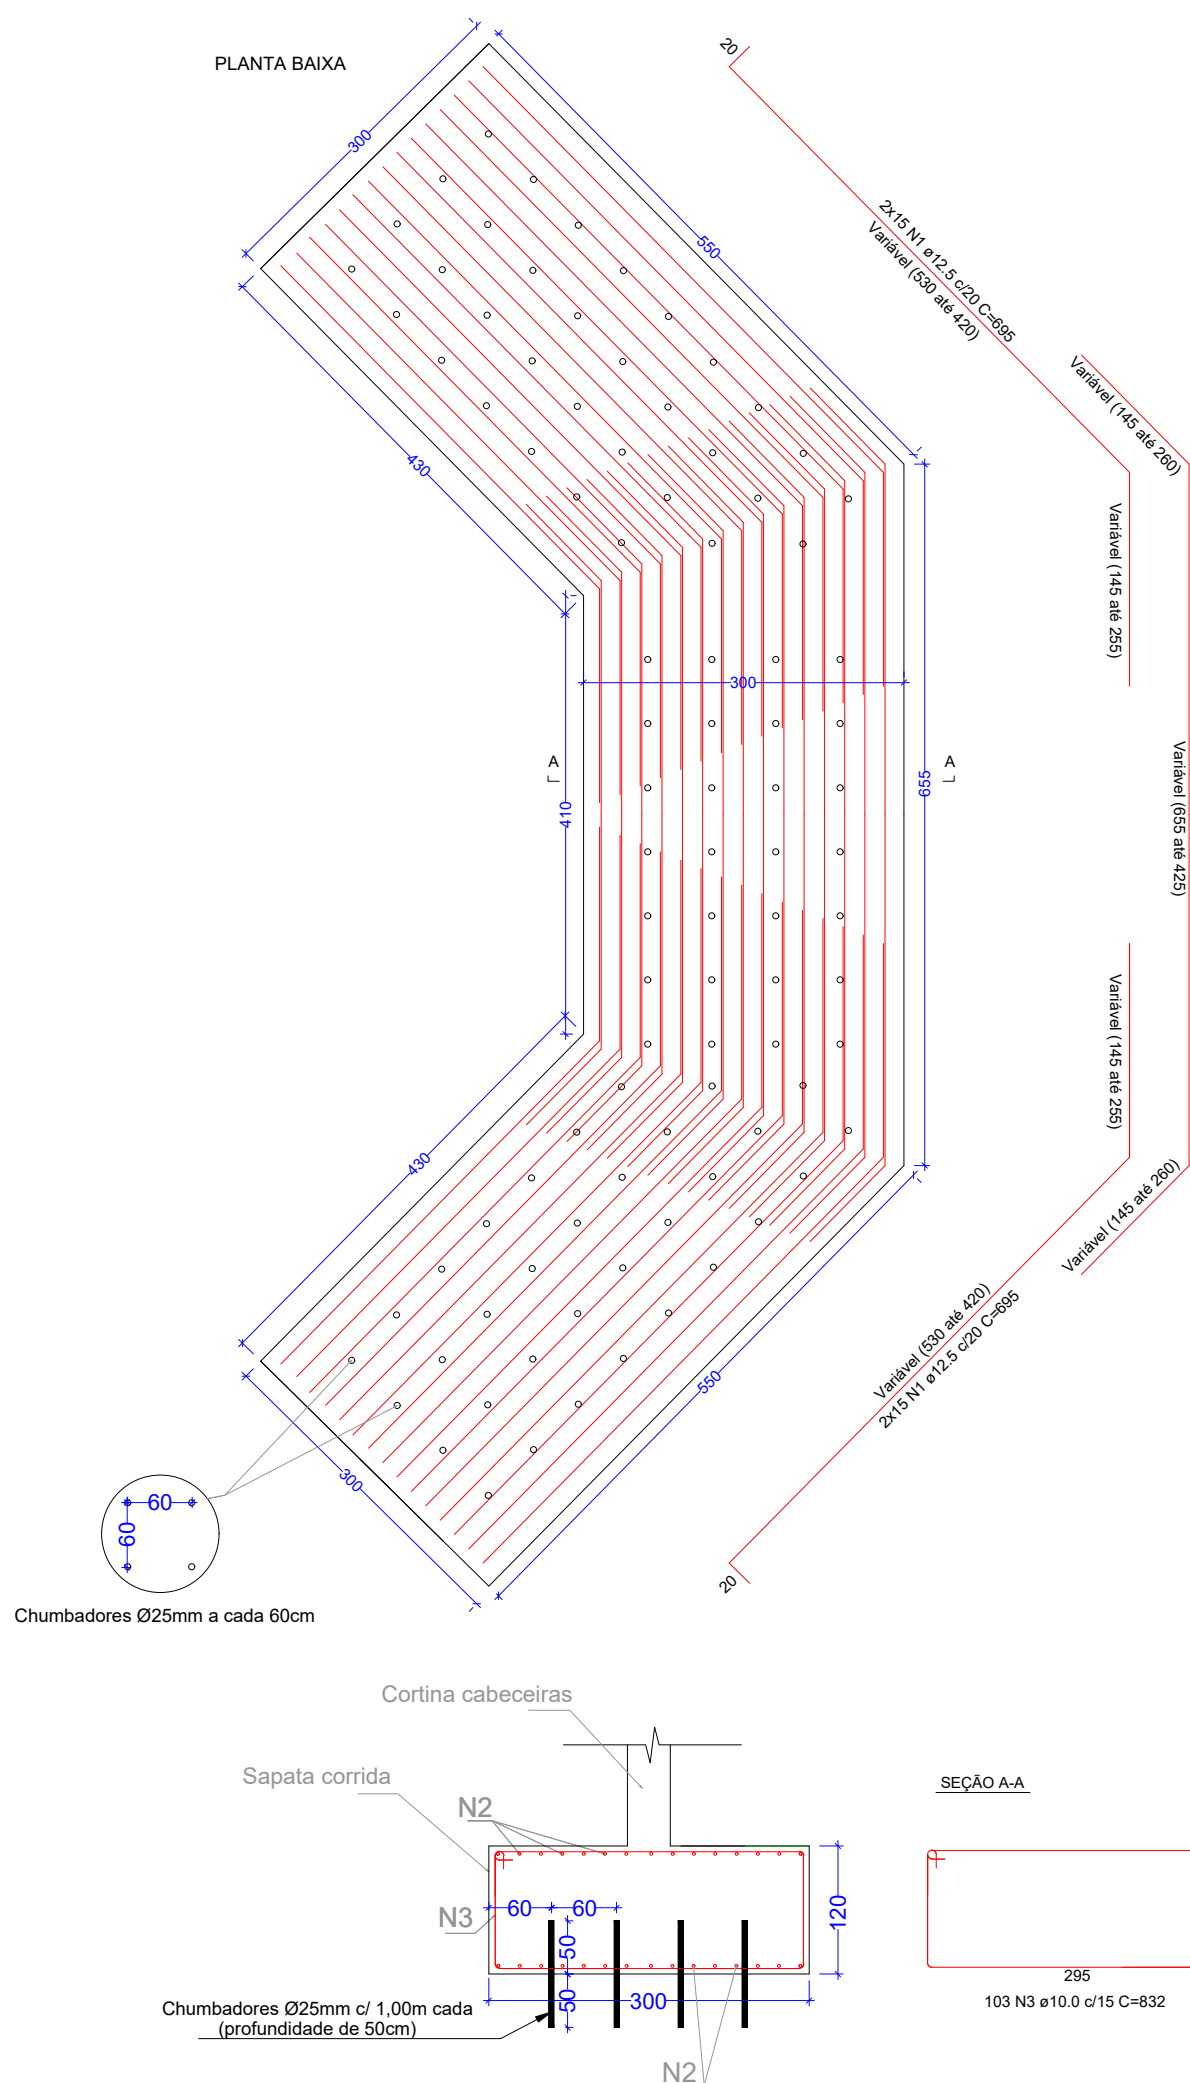 PLANTA BAIXA
20
300
550
2x15 N1 ø12.5 c/20 C=695
Variável (530 até 420)
Variável (145 até 260)
430
Variável (145 até 255)
300
A
A
410
695
Variável (655 até 425)
Variável (145 até 255)
430
Variável (145 até 260)
Variável (530 até 420)
2x15 N1 ø12.5 c/20 C=695
550
300
20
60
60
Chumbadores Ø25mm a cada 60cm
Cortina cabeceiras
Sapata corrida
SEÇÃO A-A
N2
N3
60
60
50
120
50
300
295
Chumbadores Ø25mm c/ 1,00m cada
(profundidade de 50cm)
103 N3 ø10.0 c/15 C=832
N2